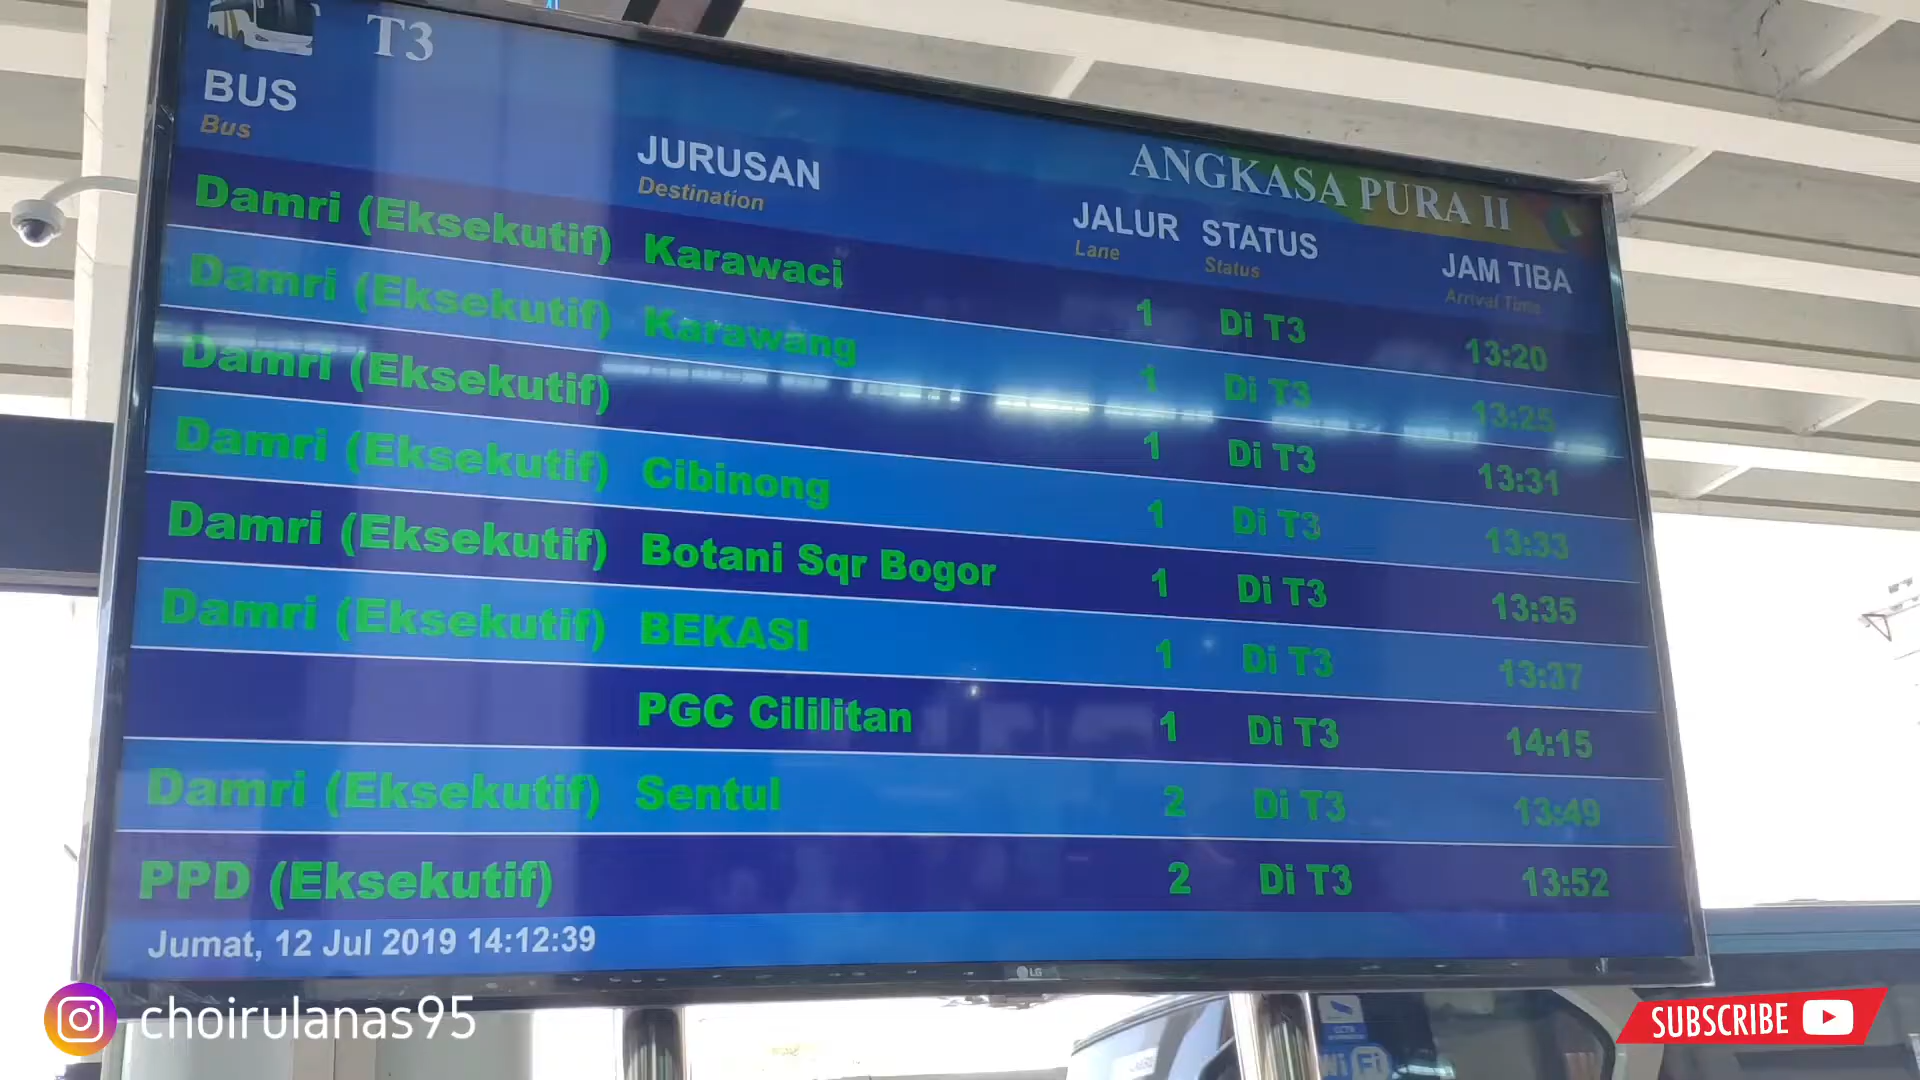 T3
ANGKASA PURA II
BUS JURUSAN JALUR STATUS JAM TIBA
Bus Destination Lane Status Arrival Time
Damri (Eksekutif) Karawaci 1 Di T3 13:20
Damri (Eksekutif) Karawang 1 Di T3 13:25
Damri (Eksekutif) 1 Di T3 13:31
Damri (Eksekutif) Cibinong 1 Di T3 13:33
Damri (Eksekutif) Botani Sqr Bogor 1 Di T3 13:35
Damri (Eksekutif) BEKASI 1 Di T3 13:37
PGC Cililitan 1 Di T3 14:15
Damri (Eksekutif) Sentul 2 Di T3 13:49
PPD (Eksekutif) 2 Di T3 13:52
Jumat, 12 Jul 2019 14:12:39
LG
choirulanas95
SUBSCRIBE
CCTV
WiFi